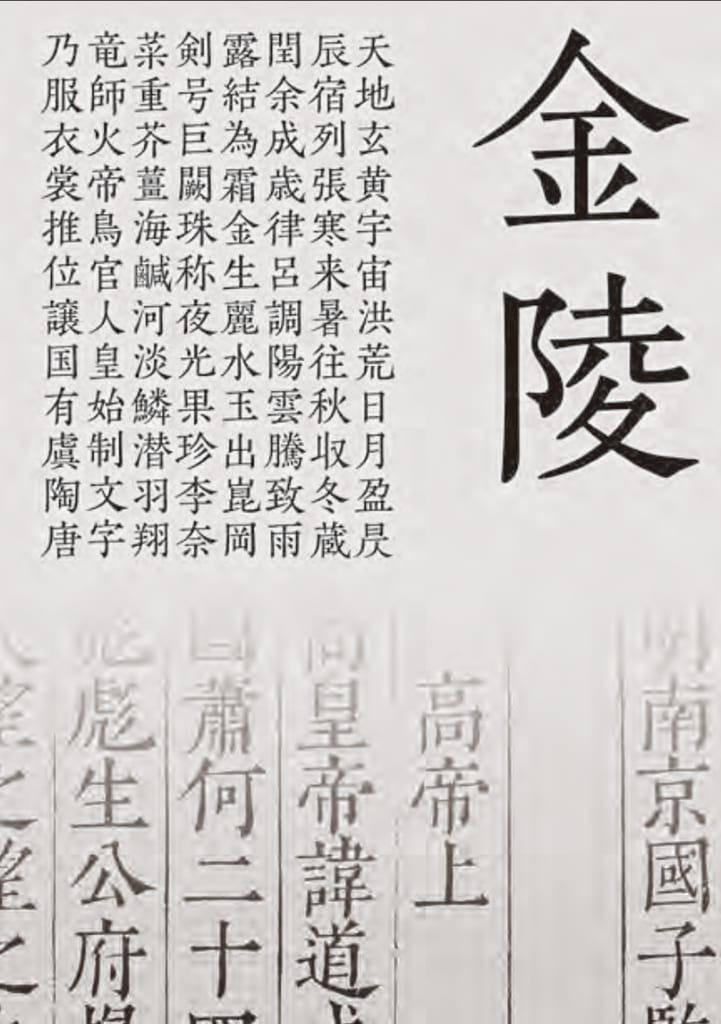 金陵
天地玄黄宇宙洪荒日月盈昃
辰宿列張寒来暑往秋収冬蔵
閏余成歳律呂調陽雲騰致雨
露結為霜金生麗水玉出崑岡
剣号巨闕珠称夜光果珍李奈
菜重芥薑海鹹河淡鱗潜羽翔
竜師火帝鳥官人皇始制文字
乃服衣裳推位譲国有虞陶唐
明南京國子監
高帝上
皇帝諱道
蕭何二十四
彪生公府
之
之